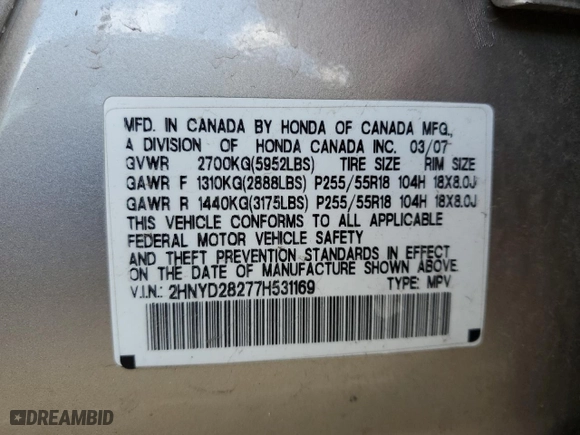 MFD. IN CANADA BY HONDA OF CANADA MFG.,
A DIVISION OF HONDA CANADA INC. 03/07
GVWR 2700KG(5952LBS) TIRE SIZE RIM SIZE
GAWR F 1310KG(2888LBS) P255/55R18 104H 18X8.0J
GAWR R 1440KG(3175LBS) P255/55R18 104H 18X8.0J
THIS VEHICLE CONFORMS TO ALL APPLICABLE
FEDERAL MOTOR VEHICLE SAFETY
AND THEFT PREVENTION STANDARDS IN EFFECT
ON THE DATE OF MANUFACTURE SHOWN ABOVE.
V.I.N.: 2HNYD28277H531169 TYPE: MPV
DREAMBID